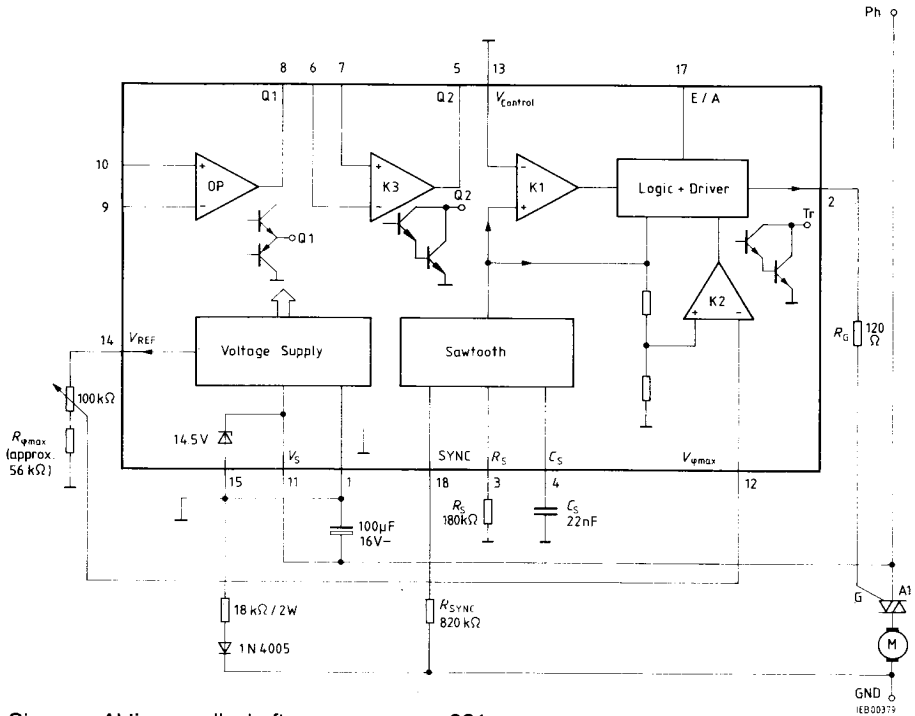 Ph
8 6 7 5 13 17
Q1 Q2 VControl E / A
10 + OP − 9
+ K3 −
− K1 +
Logic + Driver
2
Q2
Q1
Tr
K2
+ −
14 VREF
Voltage Supply
Sawtooth
RG 120 Ω
100 kΩ
Rφmax
(approx.
56 kΩ)
14.5 V
VS SYNC RS CS Vφmax
15 11 1 18 3 4 12
RS
180 kΩ
CS
22 nF
100 µF
16 V−
18 kΩ / 2W
RSYNC
820 kΩ
1 N 4005
G A1
M
GND
IEB00379